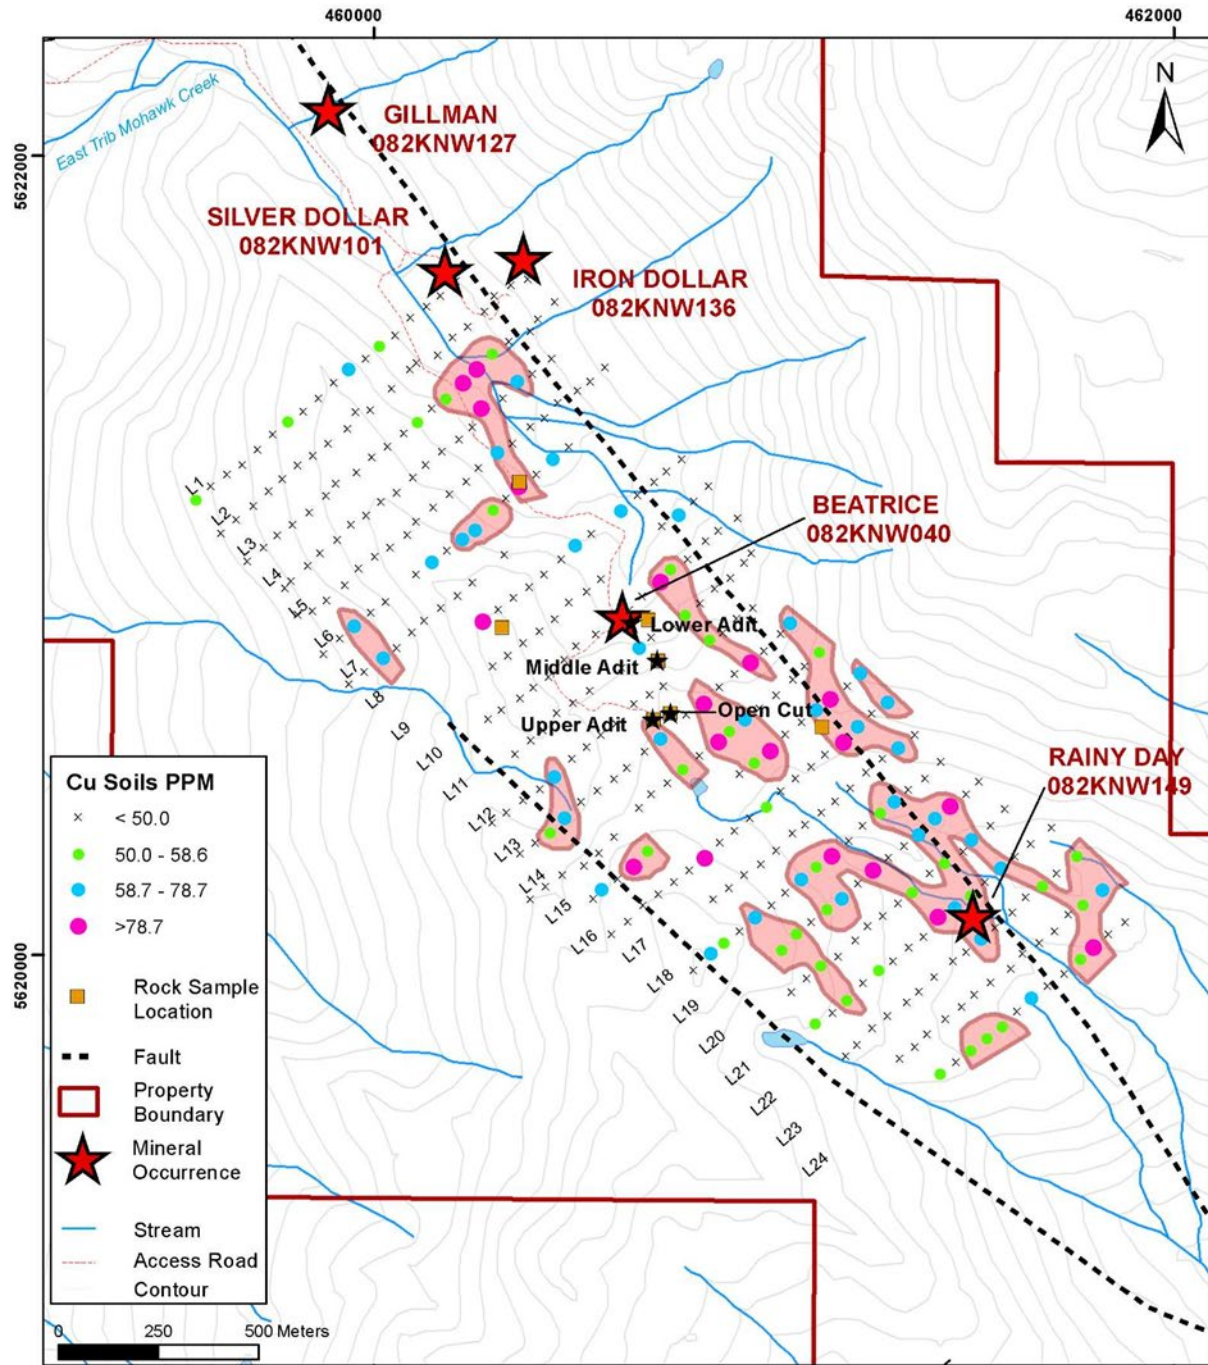 460000
462000
N
East Trib Mohawk Creek
GILLMAN
082KNW127
5622000
SILVER DOLLAR
082KNW101
IRON DOLLAR
082KNW136
L1
L2
L3
L4
L5
L6
L7
L8
L9
L10
L11
L12
L13
L14
L15
L16
L17
L18
L19
L20
L21
L22
L23
L24
BEATRICE
082KNW040
Lower Adit
Middle Adit
Open Cut
Upper Adit
RAINY DAY
082KNW149
5620000
Cu Soils PPM
< 50.0
50.0 - 58.6
58.7 - 78.7
>78.7
Rock Sample
Location
Fault
Property
Boundary
Mineral
Occurrence
Stream
Access Road
Contour
0 250 500 Meters